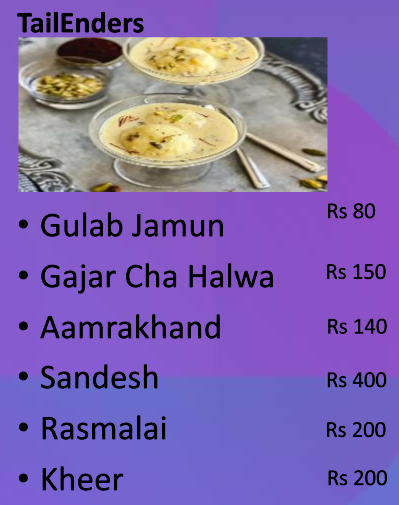 TailEnders
• Gulab Jamun Rs 80
• Gajar Cha Halwa Rs 150
• Aamrakhand Rs 140
• Sandesh Rs 400
• Rasmalai Rs 200
• Kheer Rs 200